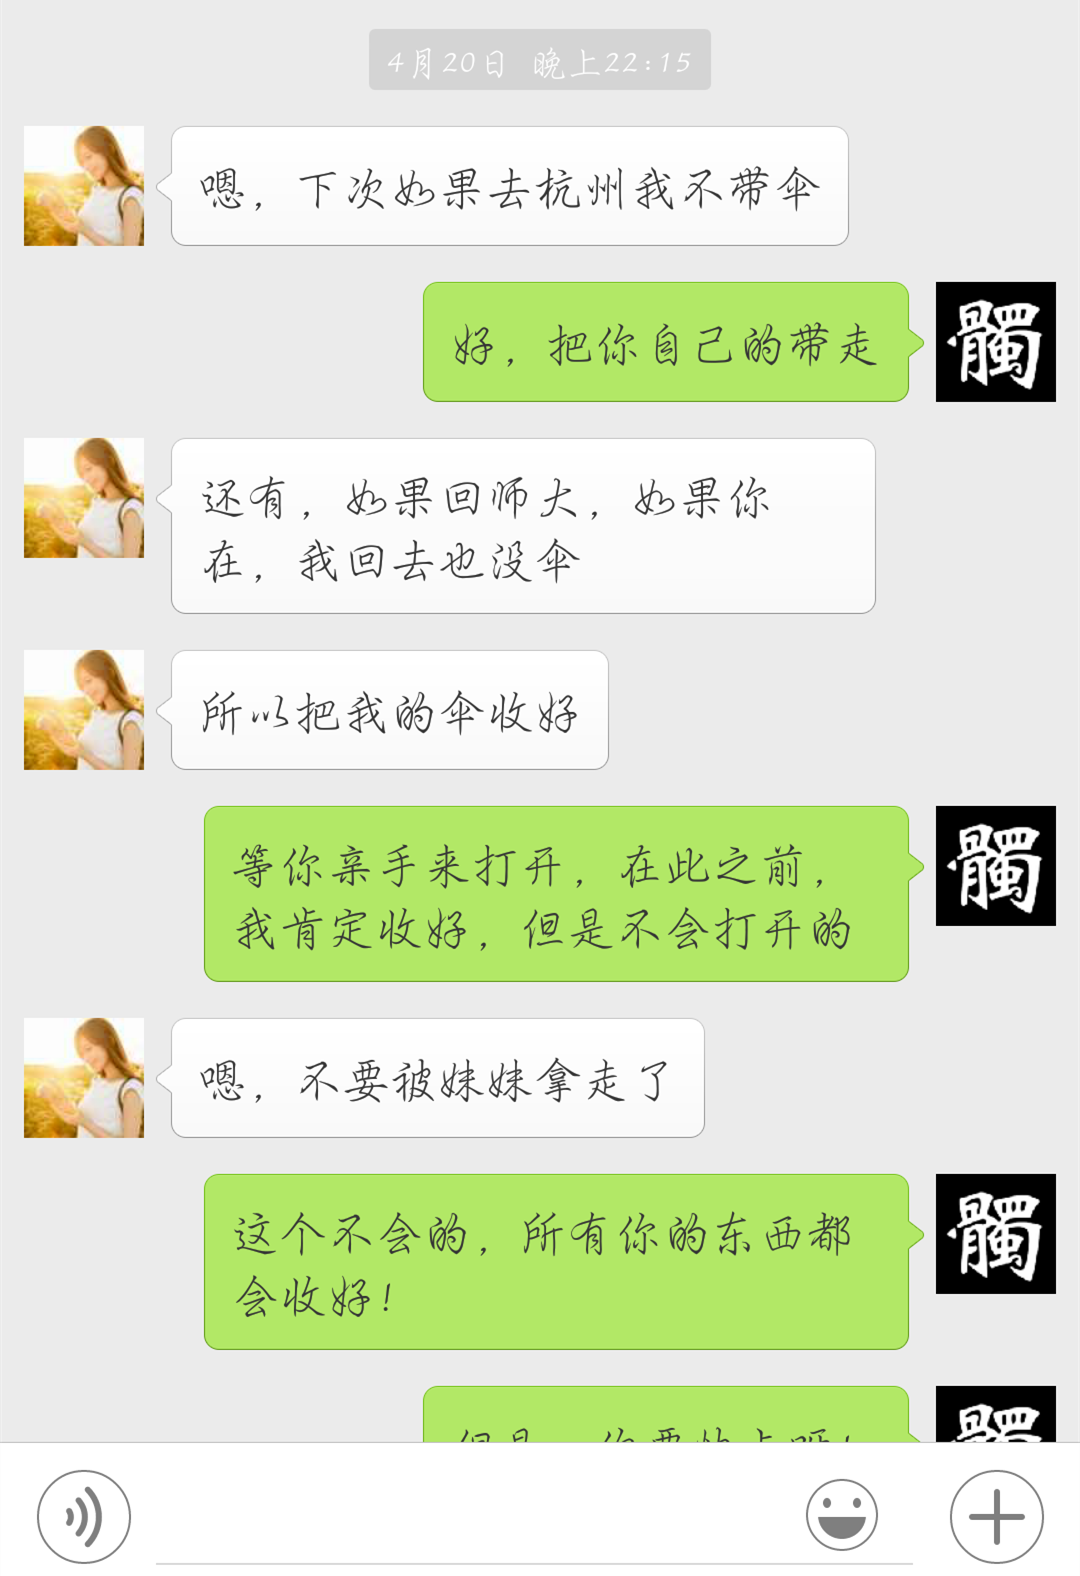 4月20日 晚上22:15
嗯，下次如果去杭州我不带伞
好，把你自己的带走
髑
还有，如果回师大，如果你
在，我回去也没伞
所以把我的伞收好
等你亲手来打开，在此之前，
我肯定收好，但是不会打开的
髑
嗯，不要被妹妹拿走了
这个不会的，所有你的东西都
会收好！
髑